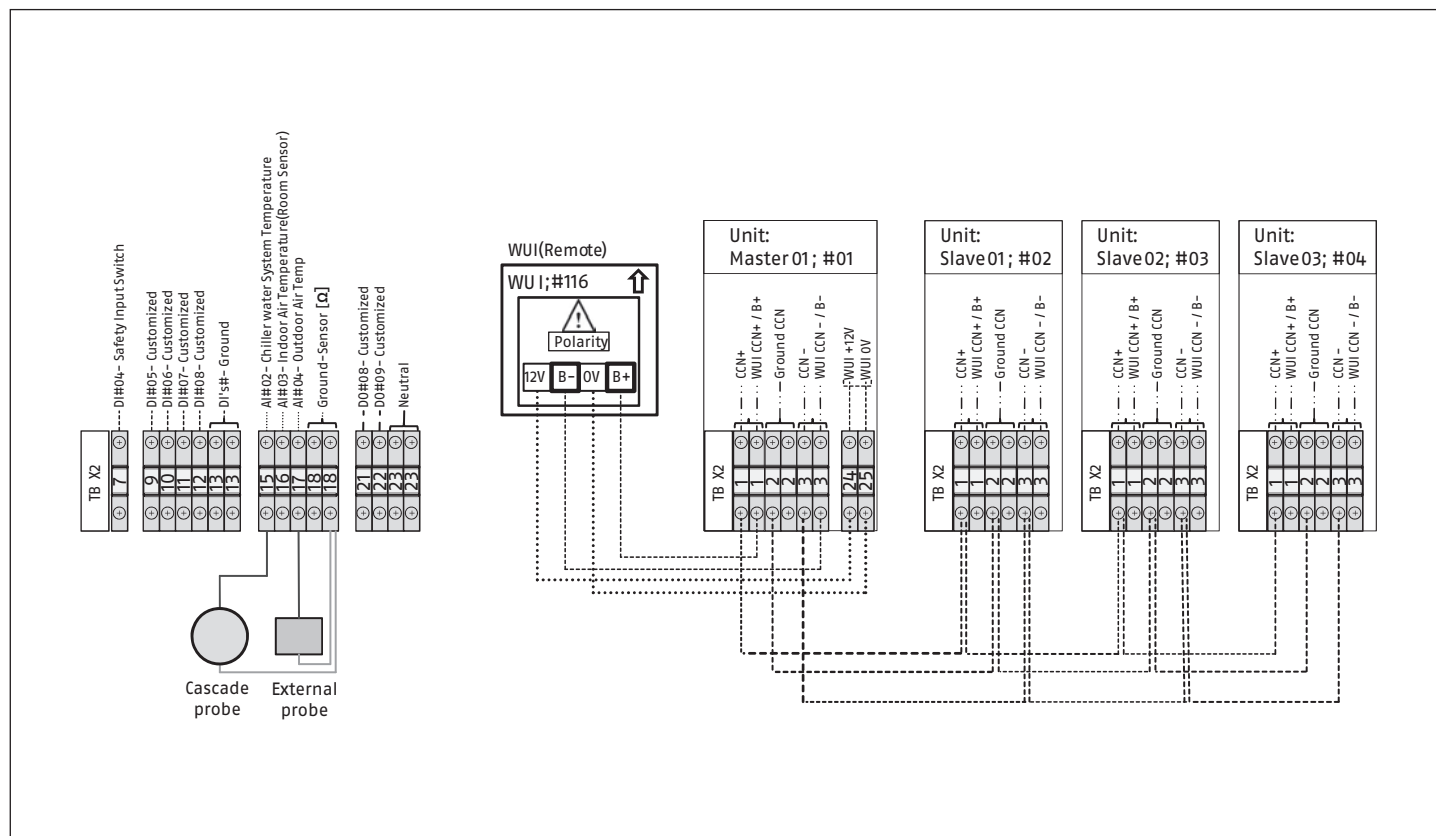 TB X2
7
9
10
11
12
13
13
15
16
17
18
18
21
22
23
23
DI#04- Safety Input Switch
DI#05- Customized
DI#06- Customized
DI#07- Customized
DI#08- Customized
DI's#- Ground
AI#02- Chiller water System Temperature
AI#03- Indoor Air Temperature(Room Sensor)
AI#04- Outdoor Air Temp
Ground-Sensor [Ω]
DO#08- Customized
DO#09- Customized
Neutral
Cascade
probe
External
probe
WUI(Remote)
WUI;#116
Polarity
12V B- 0V B+
Unit:
Master 01; #01
CCN+
WUI CCN+ / B+
Ground CCN
CCN -
WUI CCN - / B-
WUI +12V
WUI 0V
TB X2
1
1
2
2
3
3
24
25
Unit:
Slave 01; #02
CCN+
WUI CCN+ / B+
Ground CCN
CCN -
WUI CCN - / B-
TB X2
1
1
2
2
3
3
Unit:
Slave 02; #03
CCN+
WUI CCN+ / B+
Ground CCN
CCN -
WUI CCN - / B-
TB X2
1
1
2
2
3
3
Unit:
Slave 03; #04
CCN+
WUI CCN+ / B+
Ground CCN
CCN -
WUI CCN - / B-
TB X2
1
1
2
2
3
3